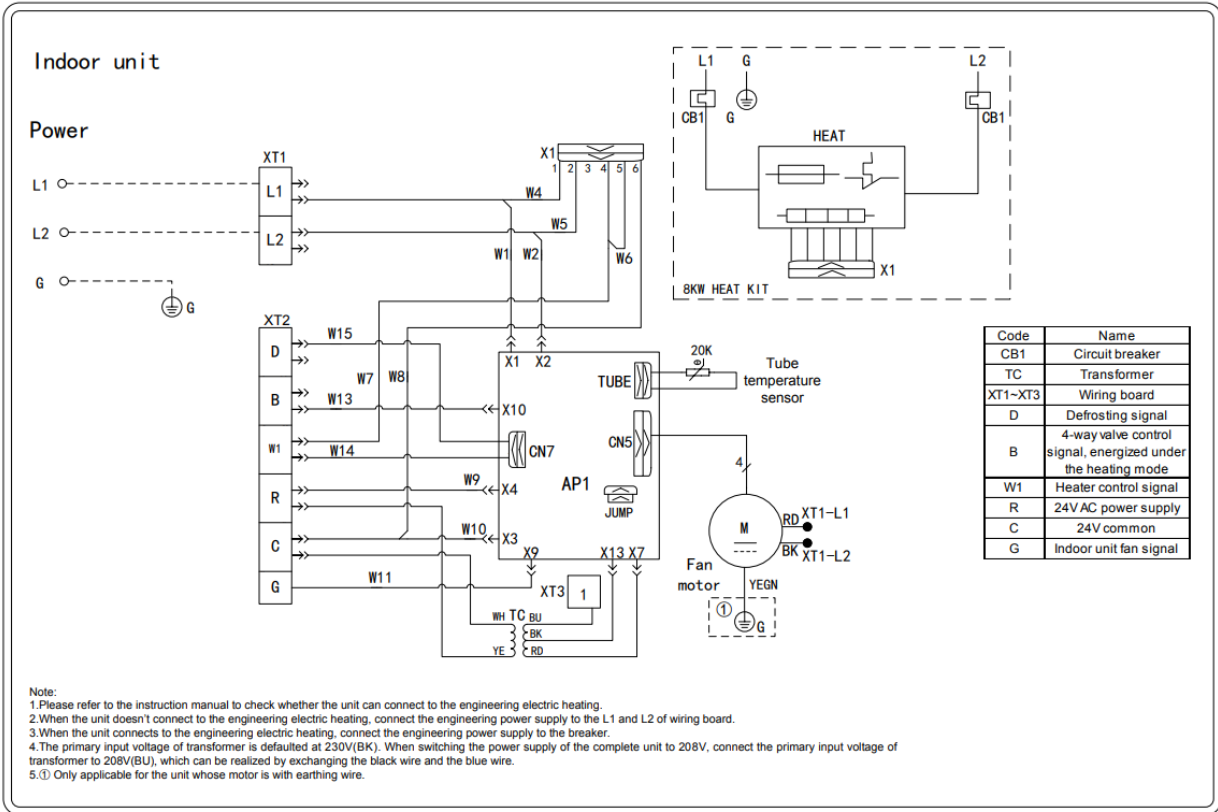 Indoor unit
Power
L1
L2
G
G
XT1
L1
L2
W4
W5
W1
W2
X1
1 2 3 4 5 6
W6
L1 G L2
CB1 G CB1
HEAT
X1
8KW HEAT KIT
XT2
D
B
W1
R
C
G
W15
W7 W8
W13
W14
W9
W10
W11
X1 X2
X10
CN7
X4
X3
AP1
TUBE
CN5
JUMP
X9 X13 X7
XT3 1
WH TC BU
BK
YE RD
20K
Tube
temperature
sensor
4
M
RD XT1-L1
BK XT1-L2
Fan
motor
YEGN
① G
Code Name
CB1 Circuit breaker
TC Transformer
XT1~XT3 Wiring board
D Defrosting signal
B 4-way valve control
signal, energized under
the heating mode
W1 Heater control signal
R 24V AC power supply
C 24V common
G Indoor unit fan signal
Note:
1.Please refer to the instruction manual to check whether the unit can connect to the engineering electric heating.
2.When the unit doesn't connect to the engineering electric heating, connect the engineering power supply to the L1 and L2 of wiring board.
3.When the unit connects to the engineering electric heating, connect the engineering power supply to the breaker.
4.The primary input voltage of transformer is defaulted at 230V(BK). When switching the power supply of the complete unit to 208V, connect the primary input voltage of
transformer to 208V(BU), which can be realized by exchanging the black wire and the blue wire.
5.① Only applicable for the unit whose motor is with earthing wire.